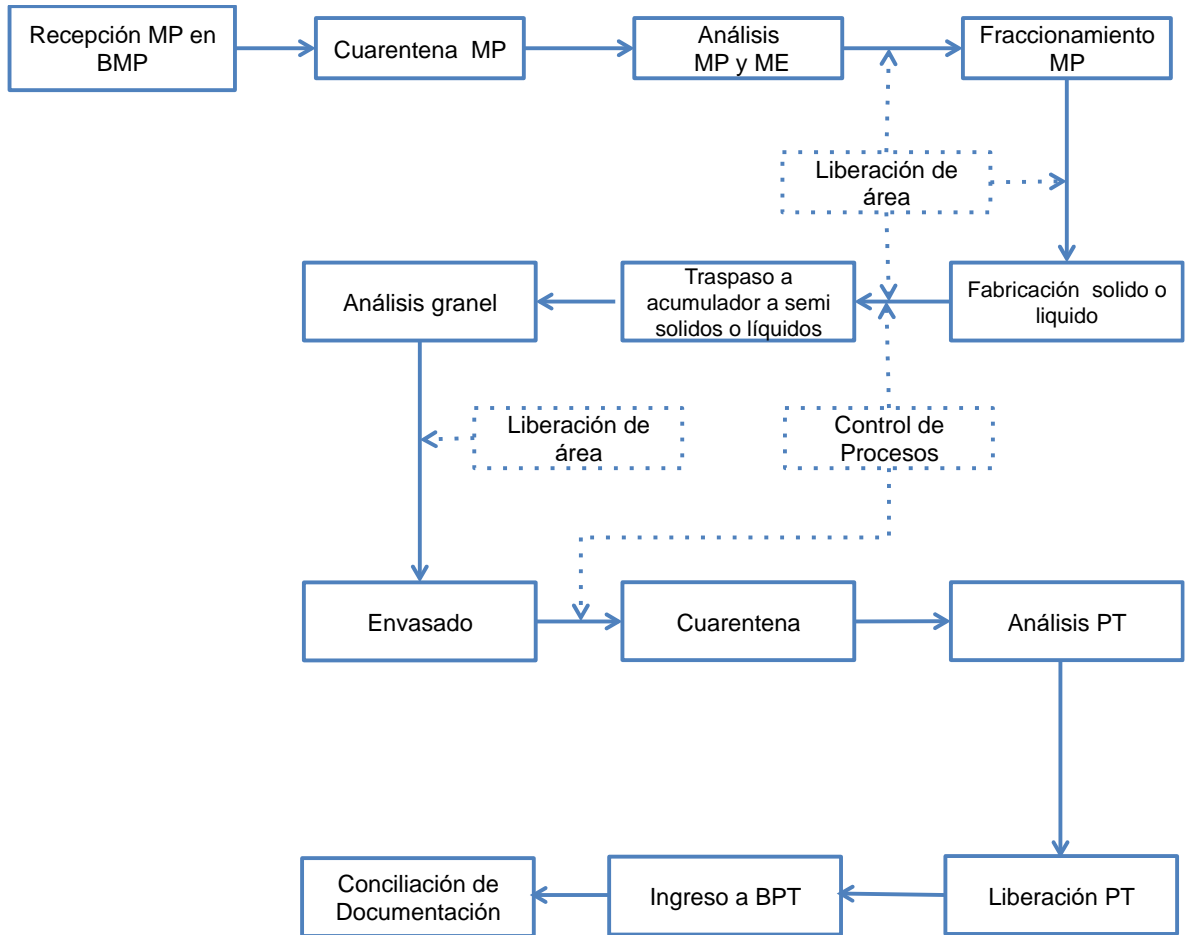 Recepción MP en
BMP
Cuarentena MP
Análisis
MP y ME
Fraccionamiento
MP
Liberación de
área
Análisis granel
Traspaso a
acumulador a semi
solidos o líquidos
Fabricación solido o
liquido
Liberación de
área
Control de
Procesos
Envasado
Cuarentena
Análisis PT
Conciliación de
Documentación
Ingreso a BPT
Liberación PT